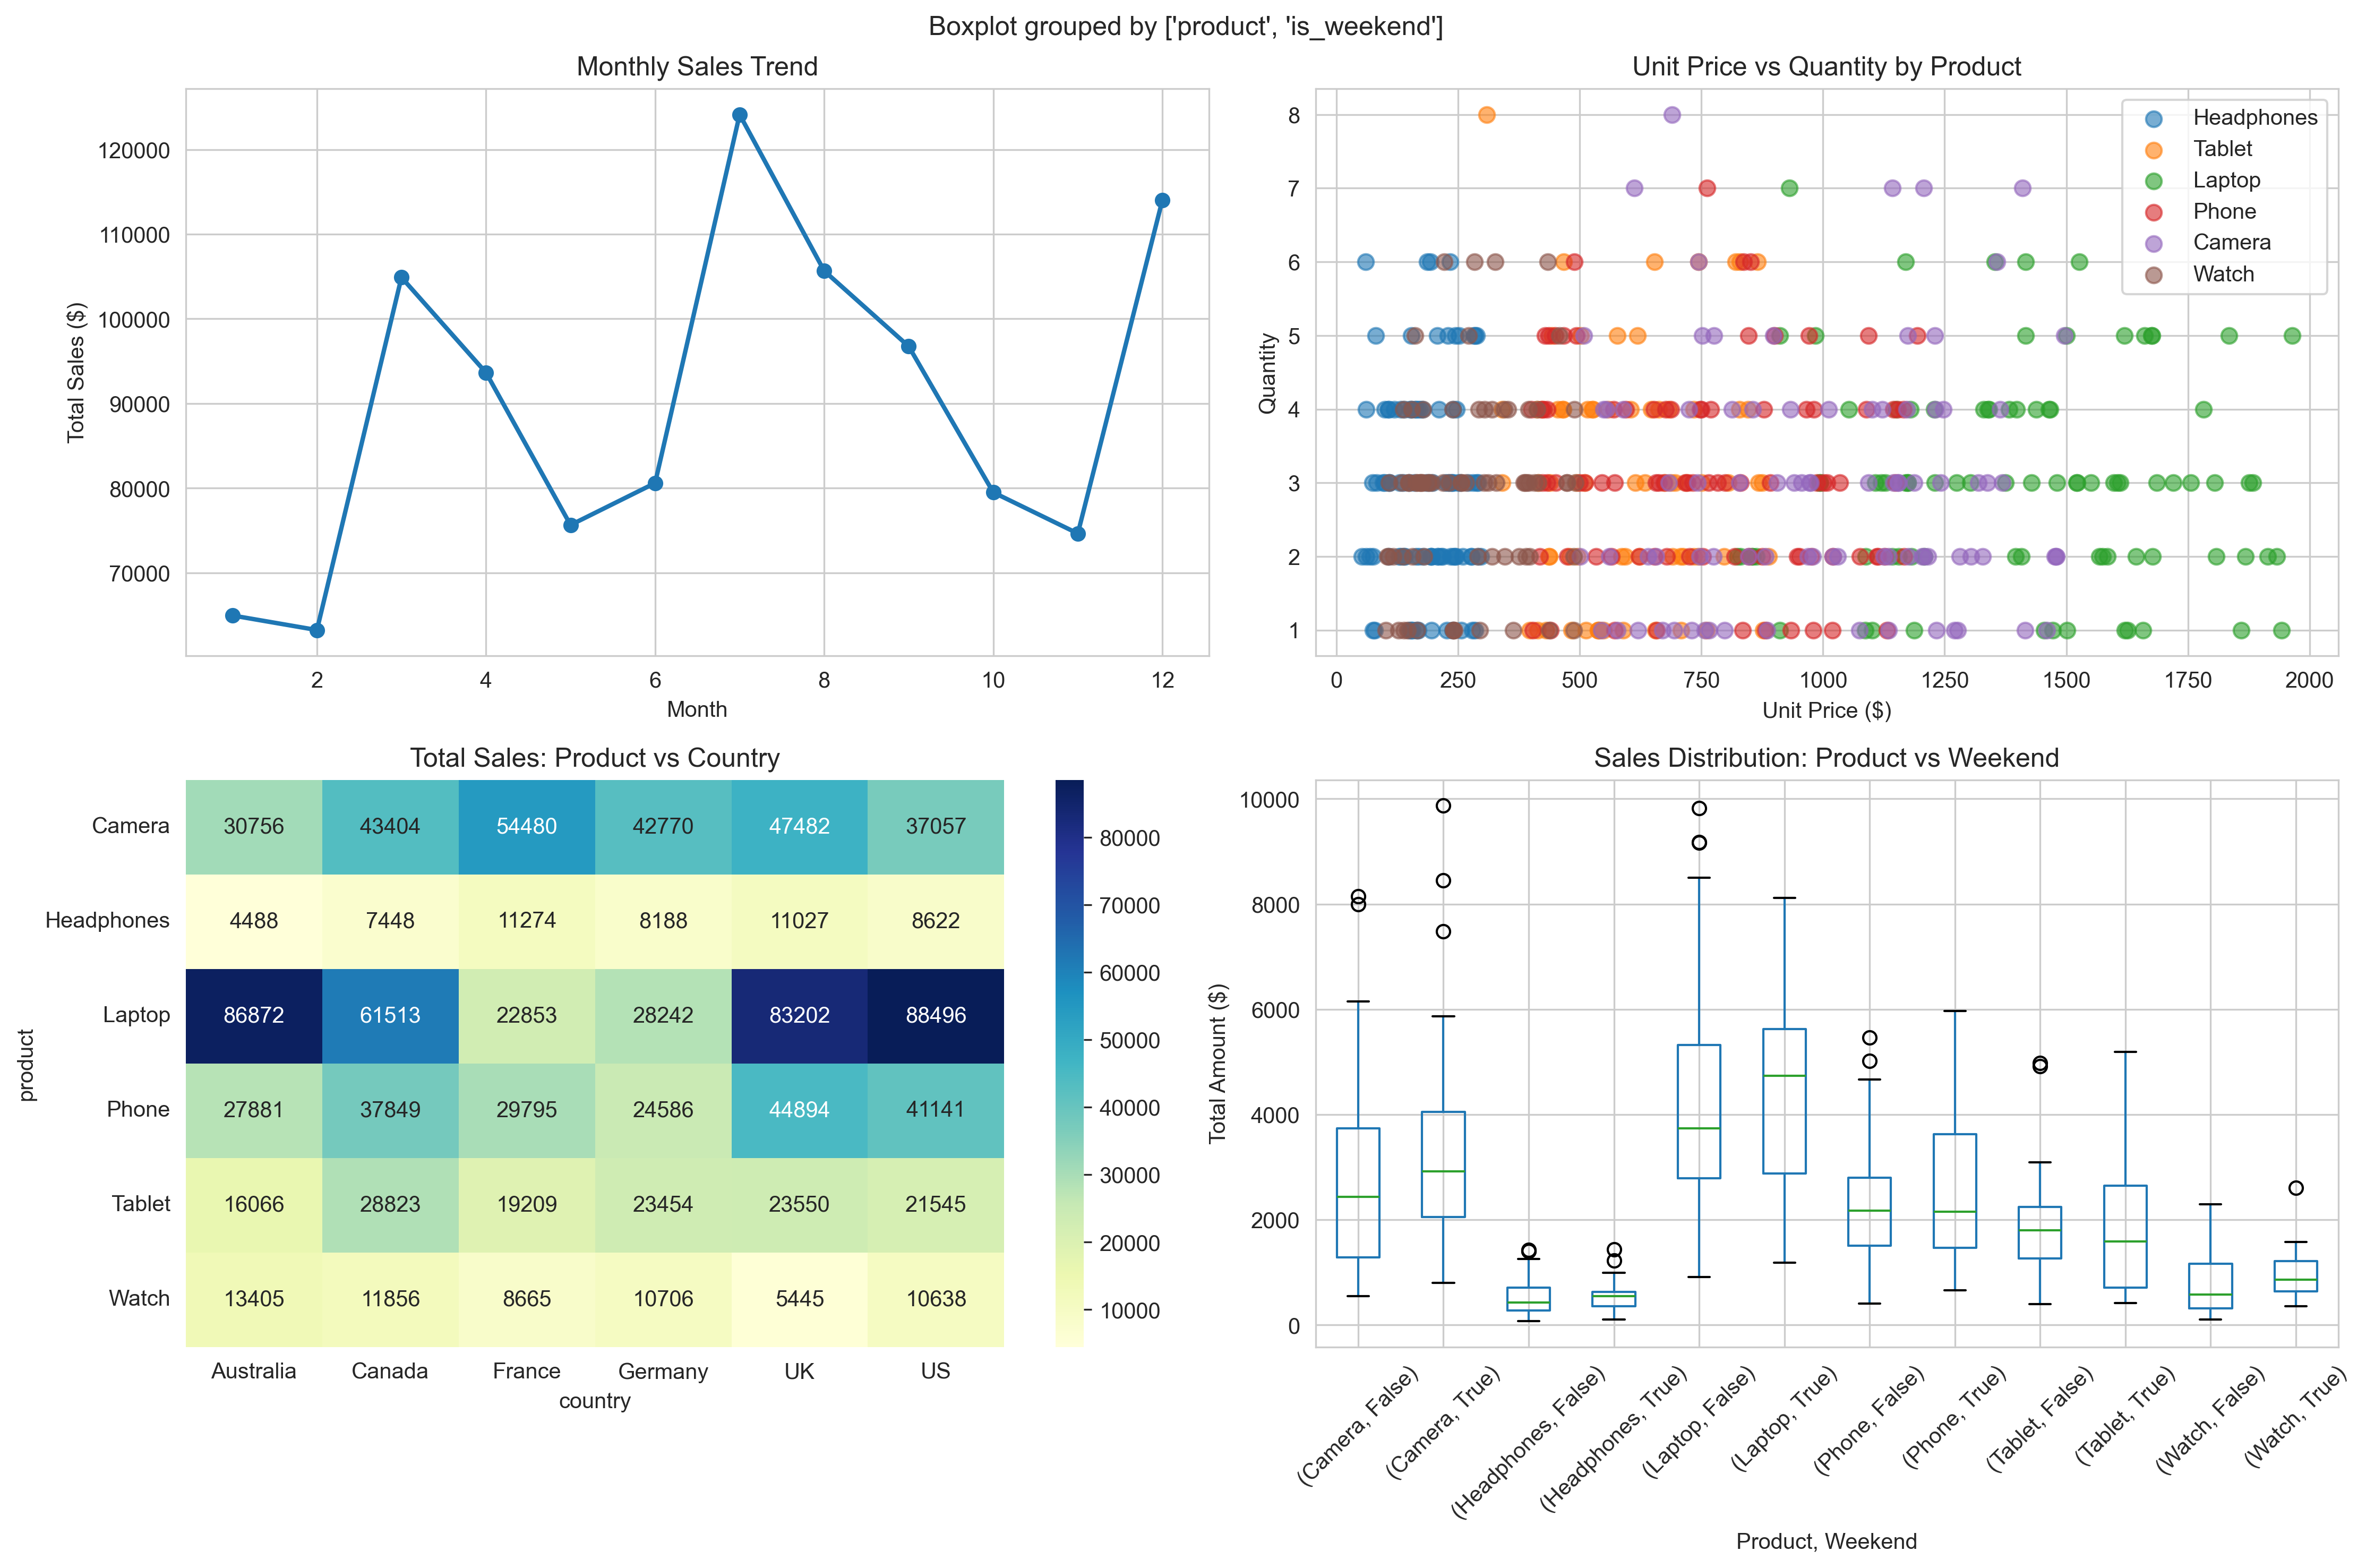 Boxplot grouped by ['product', 'is_weekend']
Monthly Sales Trend
Total Sales ($)
120000
110000
100000
90000
80000
70000
2 4 6 8 10 12
Month
Unit Price vs Quantity by Product
Quantity
8
7
6
5
4
3
2
1
Headphones
Tablet
Laptop
Phone
Camera
Watch
0 250 500 750 1000 1250 1500 1750 2000
Unit Price ($)
Total Sales: Product vs Country
product
Camera 30756 43404 54480 42770 47482 37057
Headphones 4488 7448 11274 8188 11027 8622
Laptop 86872 61513 22853 28242 83202 88496
Phone 27881 37849 29795 24586 44894 41141
Tablet 16066 28823 19209 23454 23550 21545
Watch 13405 11856 8665 10706 5445 10638
Australia Canada France Germany UK US
country
80000
70000
60000
50000
40000
30000
20000
10000
Sales Distribution: Product vs Weekend
Total Amount ($)
10000
8000
6000
4000
2000
0
(Camera, False)
(Camera, True)
(Headphones, False)
(Headphones, True)
(Laptop, False)
(Laptop, True)
(Phone, False)
(Phone, True)
(Tablet, False)
(Tablet, True)
(Watch, False)
(Watch, True)
Product, Weekend